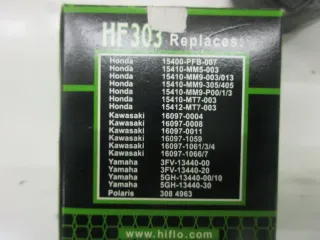 HF303 Replaces:
Honda 15400-PFB-007
Honda 15410-MM5-003
Honda 15410-MM9-003/013
Honda 15410-MM9-305/405
Honda 15410-MM9-P00/1/3
Honda 15410-MT7-003
Honda 15412-MT7-003
Kawasaki 16097-0004
Kawasaki 16097-0008
Kawasaki 16097-0011
Kawasaki 16097-1059
Kawasaki 16097-1061/3/4
Kawasaki 16097-1066/7
Yamaha 3FV-13440-00
Yamaha 3FV-13440-20
Yamaha 5GH-13440-00/10
Yamaha 5GH-13440-30
Polaris 308 4963
www.hiflo.com